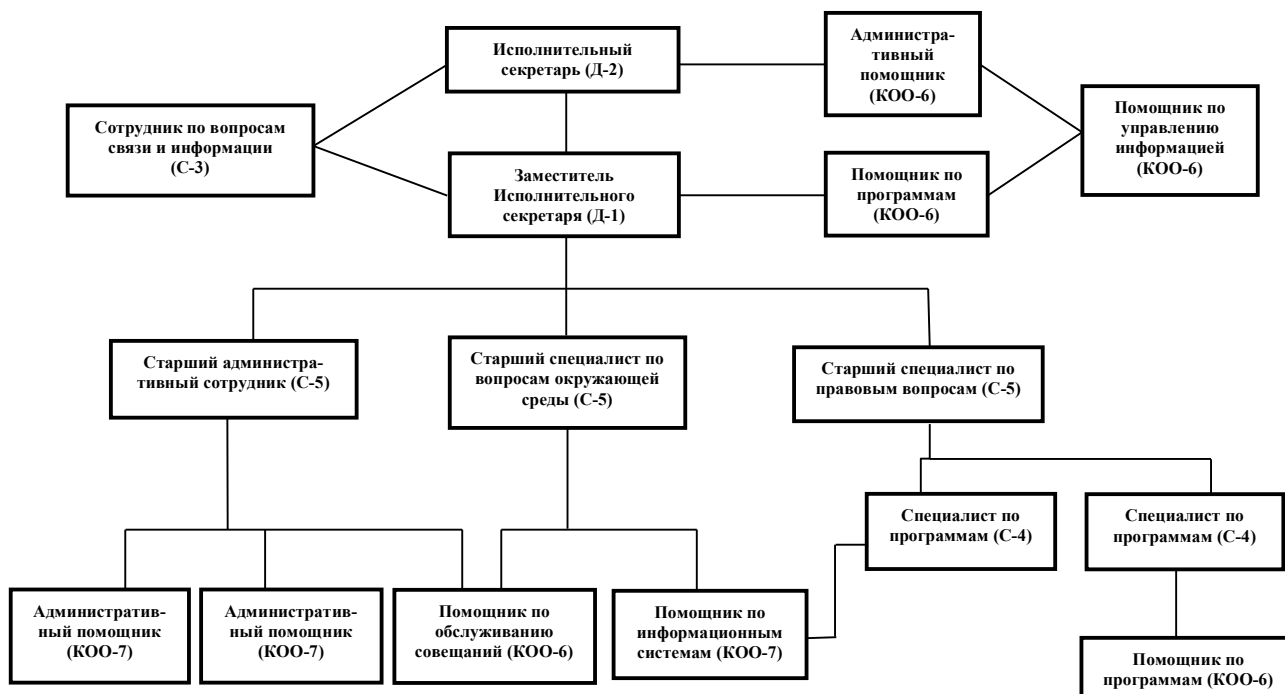 Исполнительный
секретарь (Д-2)
Административный
помощник
(КОО-6)
Сотрудник по вопросам
связи и информации
(С-3)
Помощник по
управлению
информацией
(КОО-6)
Заместитель
Исполнительного
секретаря (Д-1)
Помощник по
программам
(КОО-6)
Старший администра-
тивный сотрудник (С-5)
Старший специалист по
вопросам окружающей
среды (С-5)
Старший специалист по
правовым вопросам (С-5)
Специалист по
программам (С-4)
Специалист по
программам (С-4)
Административ-
ный помощник
(КОО-7)
Административ-
ный помощник
(КОО-7)
Помощник по
обслуживанию
совещаний (КОО-6)
Помощник по
информационным
системам (КОО-7)
Помощник по
программам (КОО-6)